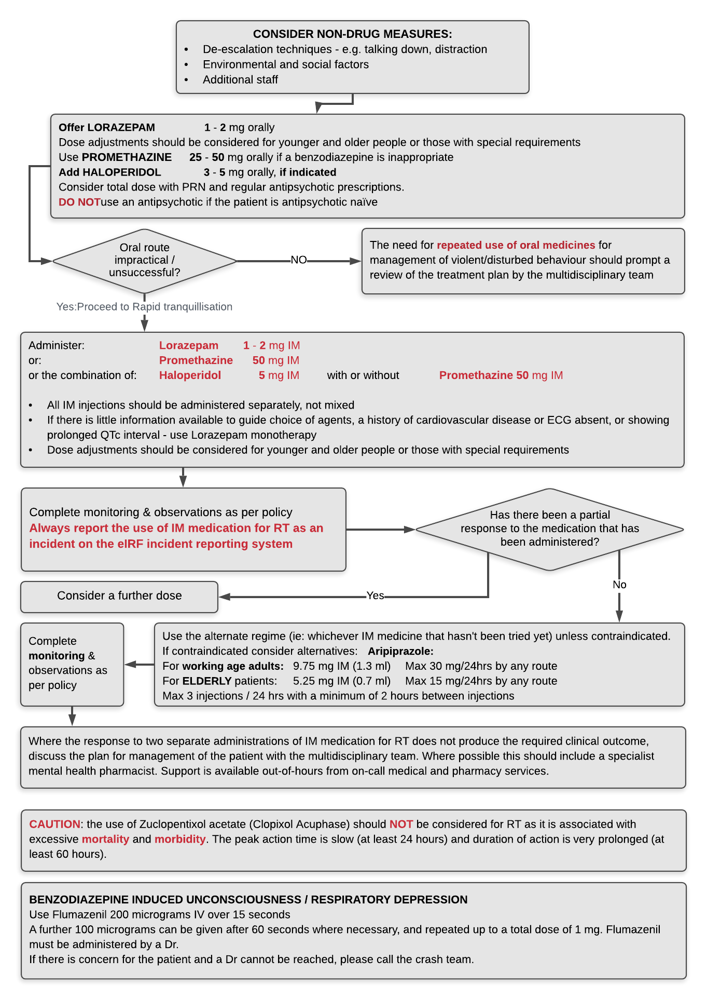 CONSIDER NON-DRUG MEASURES:
• De-escalation techniques - e.g. talking down, distraction
• Environmental and social factors
• Additional staff
Offer LORAZEPAM 1 - 2 mg orally
Dose adjustments should be considered for younger and older people or those with special requirements
Use PROMETHAZINE 25 - 50 mg orally if a benzodiazepine is inappropriate
Add HALOPERIDOL 3 - 5 mg orally, if indicated
Consider total dose with PRN and regular antipsychotic prescriptions.
DO NOTuse an antipsychotic if the patient is antipsychotic naïve
Oral route
impractical /
unsuccessful?
NO
The need for repeated use of oral medicines for
management of violent/disturbed behaviour should prompt a
review of the treatment plan by the multidisciplinary team
Yes:Proceed to Rapid tranquillisation
Administer: Lorazepam 1 - 2 mg IM
or: Promethazine 50 mg IM
or the combination of: Haloperidol 5 mg IM with or without Promethazine 50 mg IM
• All IM injections should be administered separately, not mixed
• If there is little information available to guide choice of agents, a history of cardiovascular disease or ECG absent, or showing
prolonged QTc interval - use Lorazepam monotherapy
• Dose adjustments should be considered for younger and older people or those with special requirements
Complete monitoring & observations as per policy
Always report the use of IM medication for RT as an
incident on the eIRF incident reporting system
Has there been a partial
response to the medication that has
been administered?
No
Yes
Consider a further dose
Complete
monitoring &
observations as
per policy
Use the alternate regime (ie: whichever IM medicine that hasn't been tried yet) unless contraindicated.
If contraindicated consider alternatives: Aripiprazole:
For working age adults: 9.75 mg IM (1.3 ml) Max 30 mg/24hrs by any route
For ELDERLY patients: 5.25 mg IM (0.7 ml) Max 15 mg/24hrs by any route
Max 3 injections / 24 hrs with a minimum of 2 hours between injections
Where the response to two separate administrations of IM medication for RT does not produce the required clinical outcome,
discuss the plan for management of the patient with the multidisciplinary team. Where possible this should include a specialist
mental health pharmacist. Support is available out-of-hours from on-call medical and pharmacy services.
CAUTION: the use of Zuclopentixol acetate (Clopixol Acuphase) should NOT be considered for RT as it is associated with
excessive mortality and morbidity. The peak action time is slow (at least 24 hours) and duration of action is very prolonged (at
least 60 hours).
BENZODIAZEPINE INDUCED UNCONSCIOUSNESS / RESPIRATORY DEPRESSION
Use Flumazenil 200 micrograms IV over 15 seconds
A further 100 micrograms can be given after 60 seconds where necessary, and repeated up to a total dose of 1 mg. Flumazenil
must be administered by a Dr.
If there is concern for the patient and a Dr cannot be reached, please call the crash team.